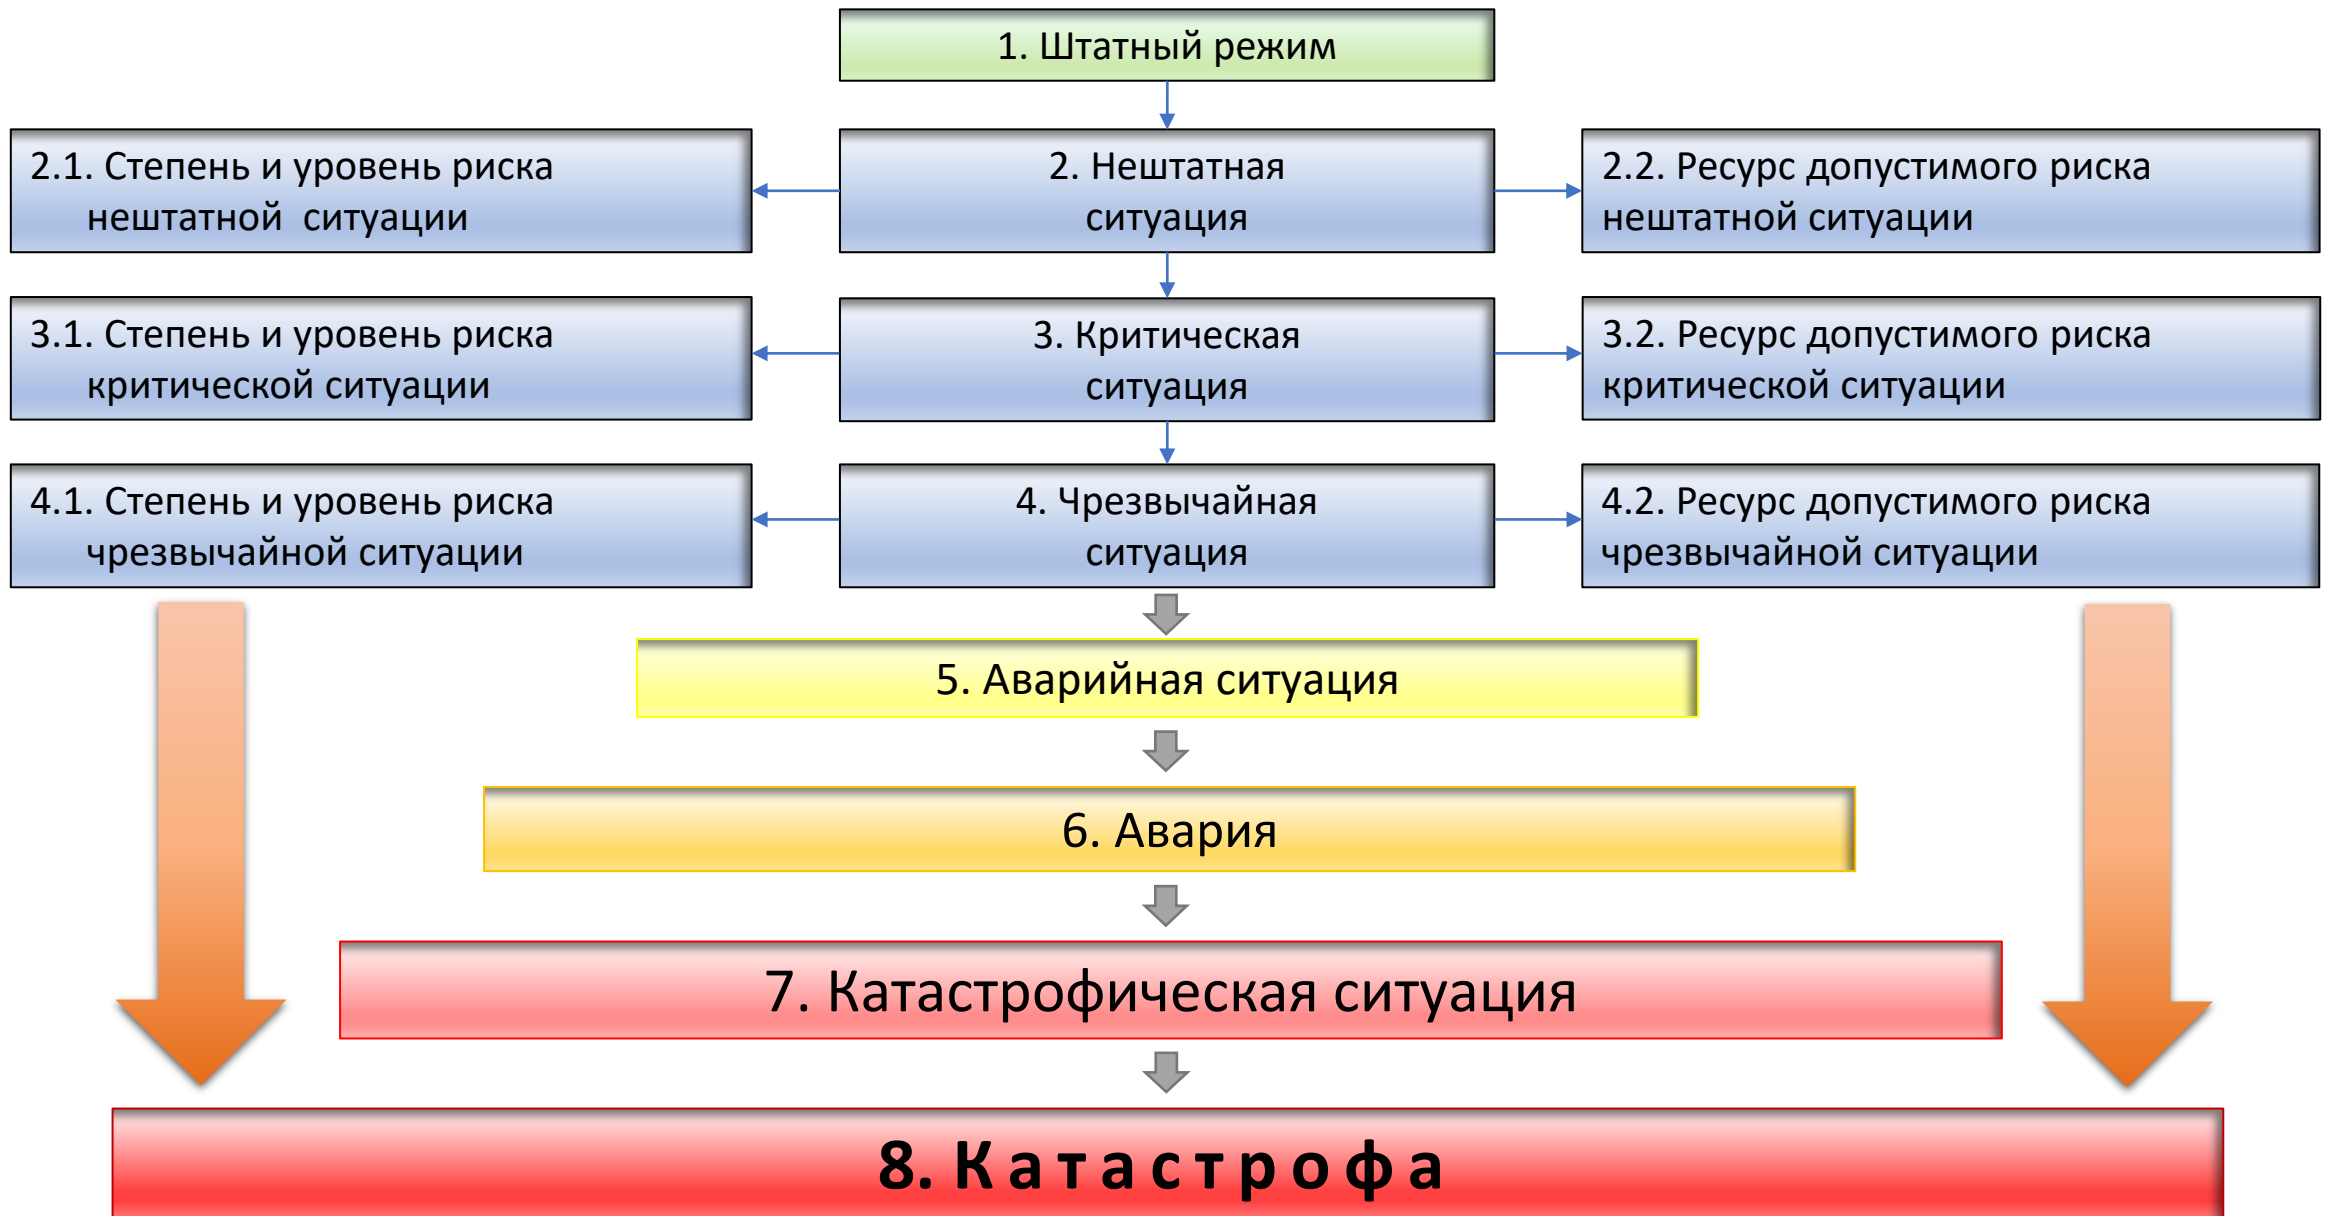 1. Штатный режим
2.1. Степень и уровень риска
нештатной ситуации
2. Нештатная
ситуация
2.2. Ресурс допустимого риска
нештатной ситуации
3.1. Степень и уровень риска
критической ситуации
3. Критическая
ситуация
3.2. Ресурс допустимого риска
критической ситуации
4.1. Степень и уровень риска
чрезвычайной ситуации
4. Чрезвычайная
ситуация
4.2. Ресурс допустимого риска
чрезвычайной ситуации
5. Аварийная ситуация
6. Авария
7. Катастрофическая ситуация
8. К а т а с т р о ф а